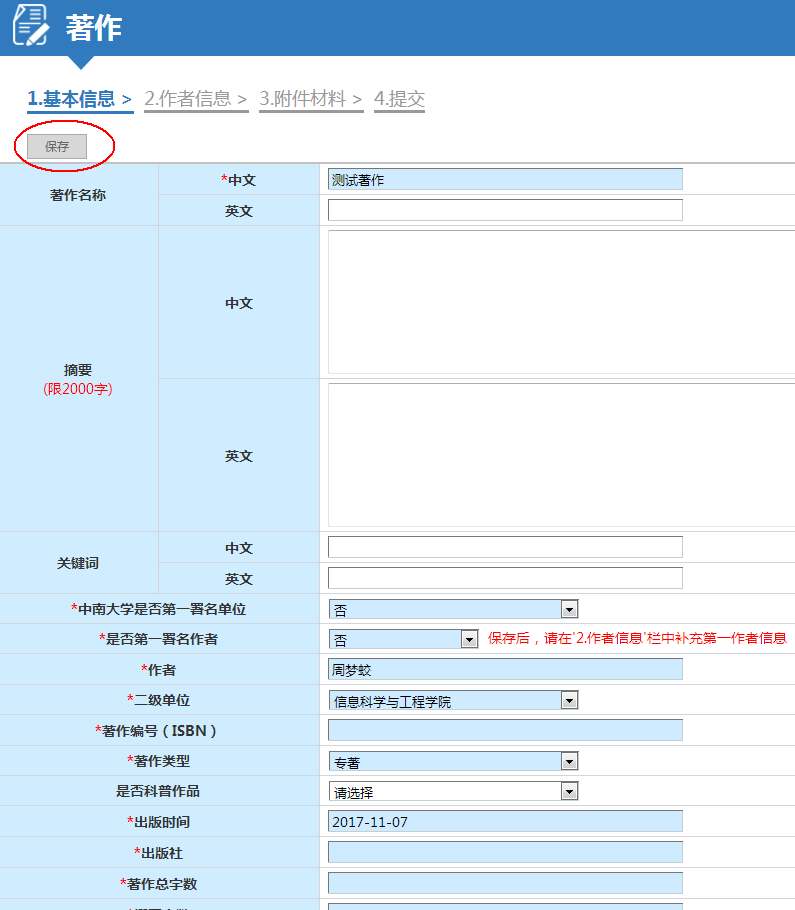 著作
1.基本信息 > 2.作者信息 > 3.附件材料 > 4.提交
保存
著作名称
*中文 测试著作
英文
摘要
(限2000字)
中文
英文
关键词
中文
英文
*中南大学是否第一署名单位 否
*是否第一署名作者 否 保存后，请在'2.作者信息'栏中补充第一作者信息
*作者 周梦蛟
*二级单位 信息科学与工程学院
*著作编号（ISBN）
*著作类型 专著
是否科普作品 请选择
*出版时间 2017-11-07
*出版社
*著作总字数